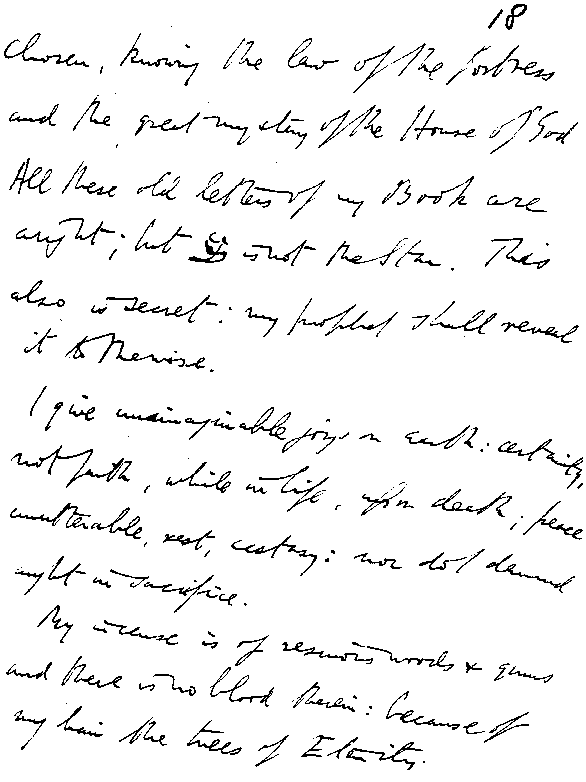 18
chosen, knowing the law of the fortress
and the great mystery of the House of God
All these old letters of my Book are
aright; but צ is not the Star. This
also is secret: my prophet shall reveal
it to the wise.
I give unimaginable joys on earth: certainty,
not faith, while in life, upon death; peace
unutterable, rest, ecstasy: nor do I demand
aught in sacrifice.
My incense is of resinous woods & gums
and there is no blood therein: because of
my hair the trees of Eternity.